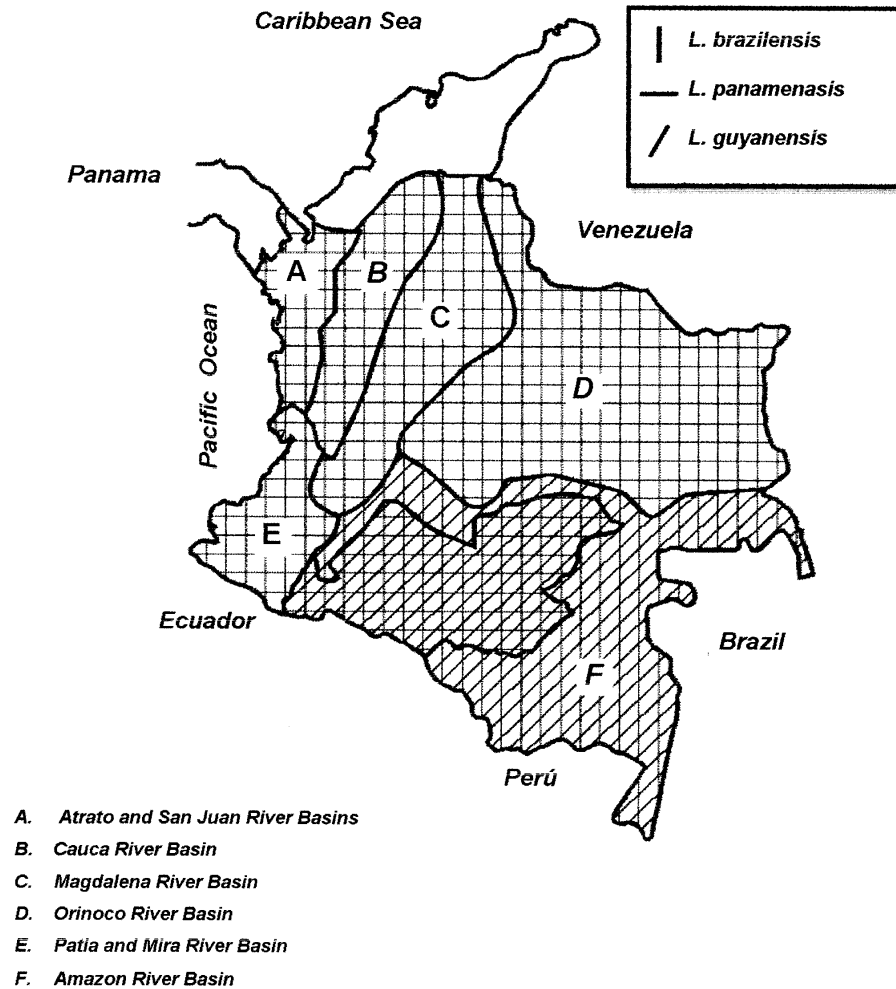 Caribbean Sea
L. brazilensis
L. panamenasis
L. guyanensis
Panama
Venezuela
A
B
C
D
Pacific Ocean
E
Ecuador
Brazil
F
Perú
A. Atrato and San Juan River Basins
B. Cauca River Basin
C. Magdalena River Basin
D. Orinoco River Basin
E. Patia and Mira River Basin
F. Amazon River Basin